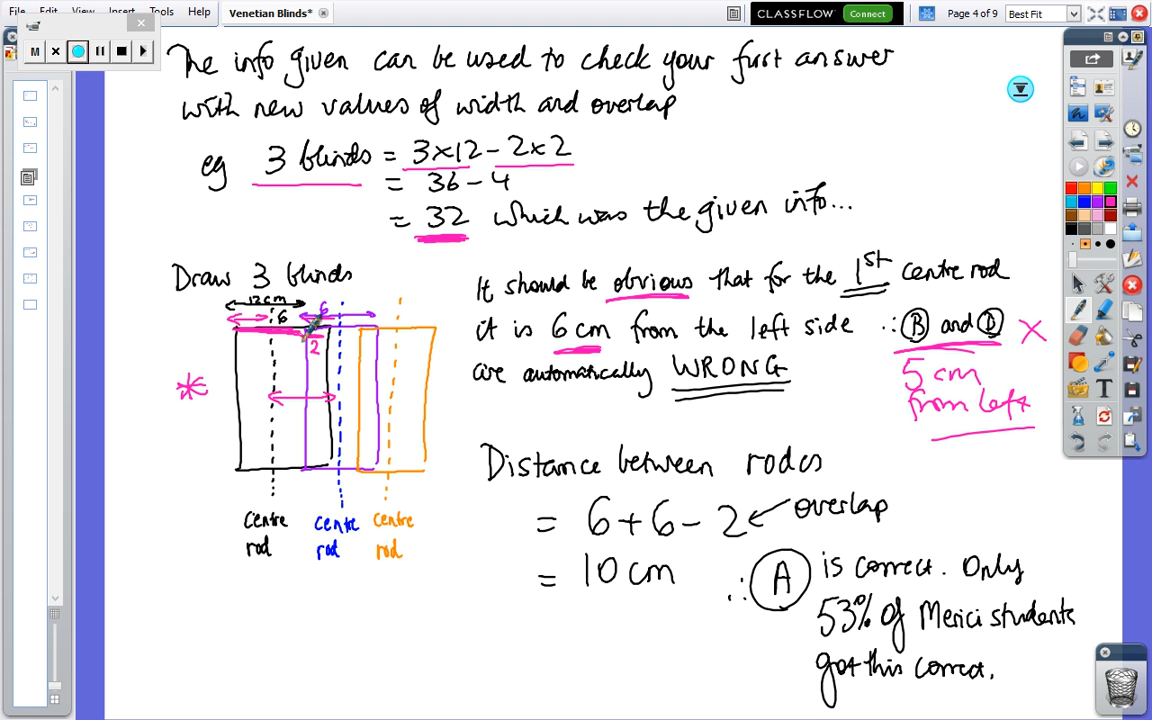 File Edit View Insert Tools Help
Venetian Blinds*
CLASSFLOW Connect
Page 4 of 9
Best Fit
M
The info given can be used to check your first answer
with new values of width and overlap
eg 3 blinds = 3×12 - 2×2
= 36 - 4
= 32 which was the given info...
Draw 3 blinds
12cm
6
6
2
Centre rod
Centre rod
Centre rod
It should be obvious that for the 1st centre rod
it is 6cm from the left side ∴ B and D ×
are automatically WRONG
5cm
from left
Distance between rodes
= 6+6-2 ← overlap
= 10cm ∴ A is correct. Only
53% of Merici students
got this correct.
T